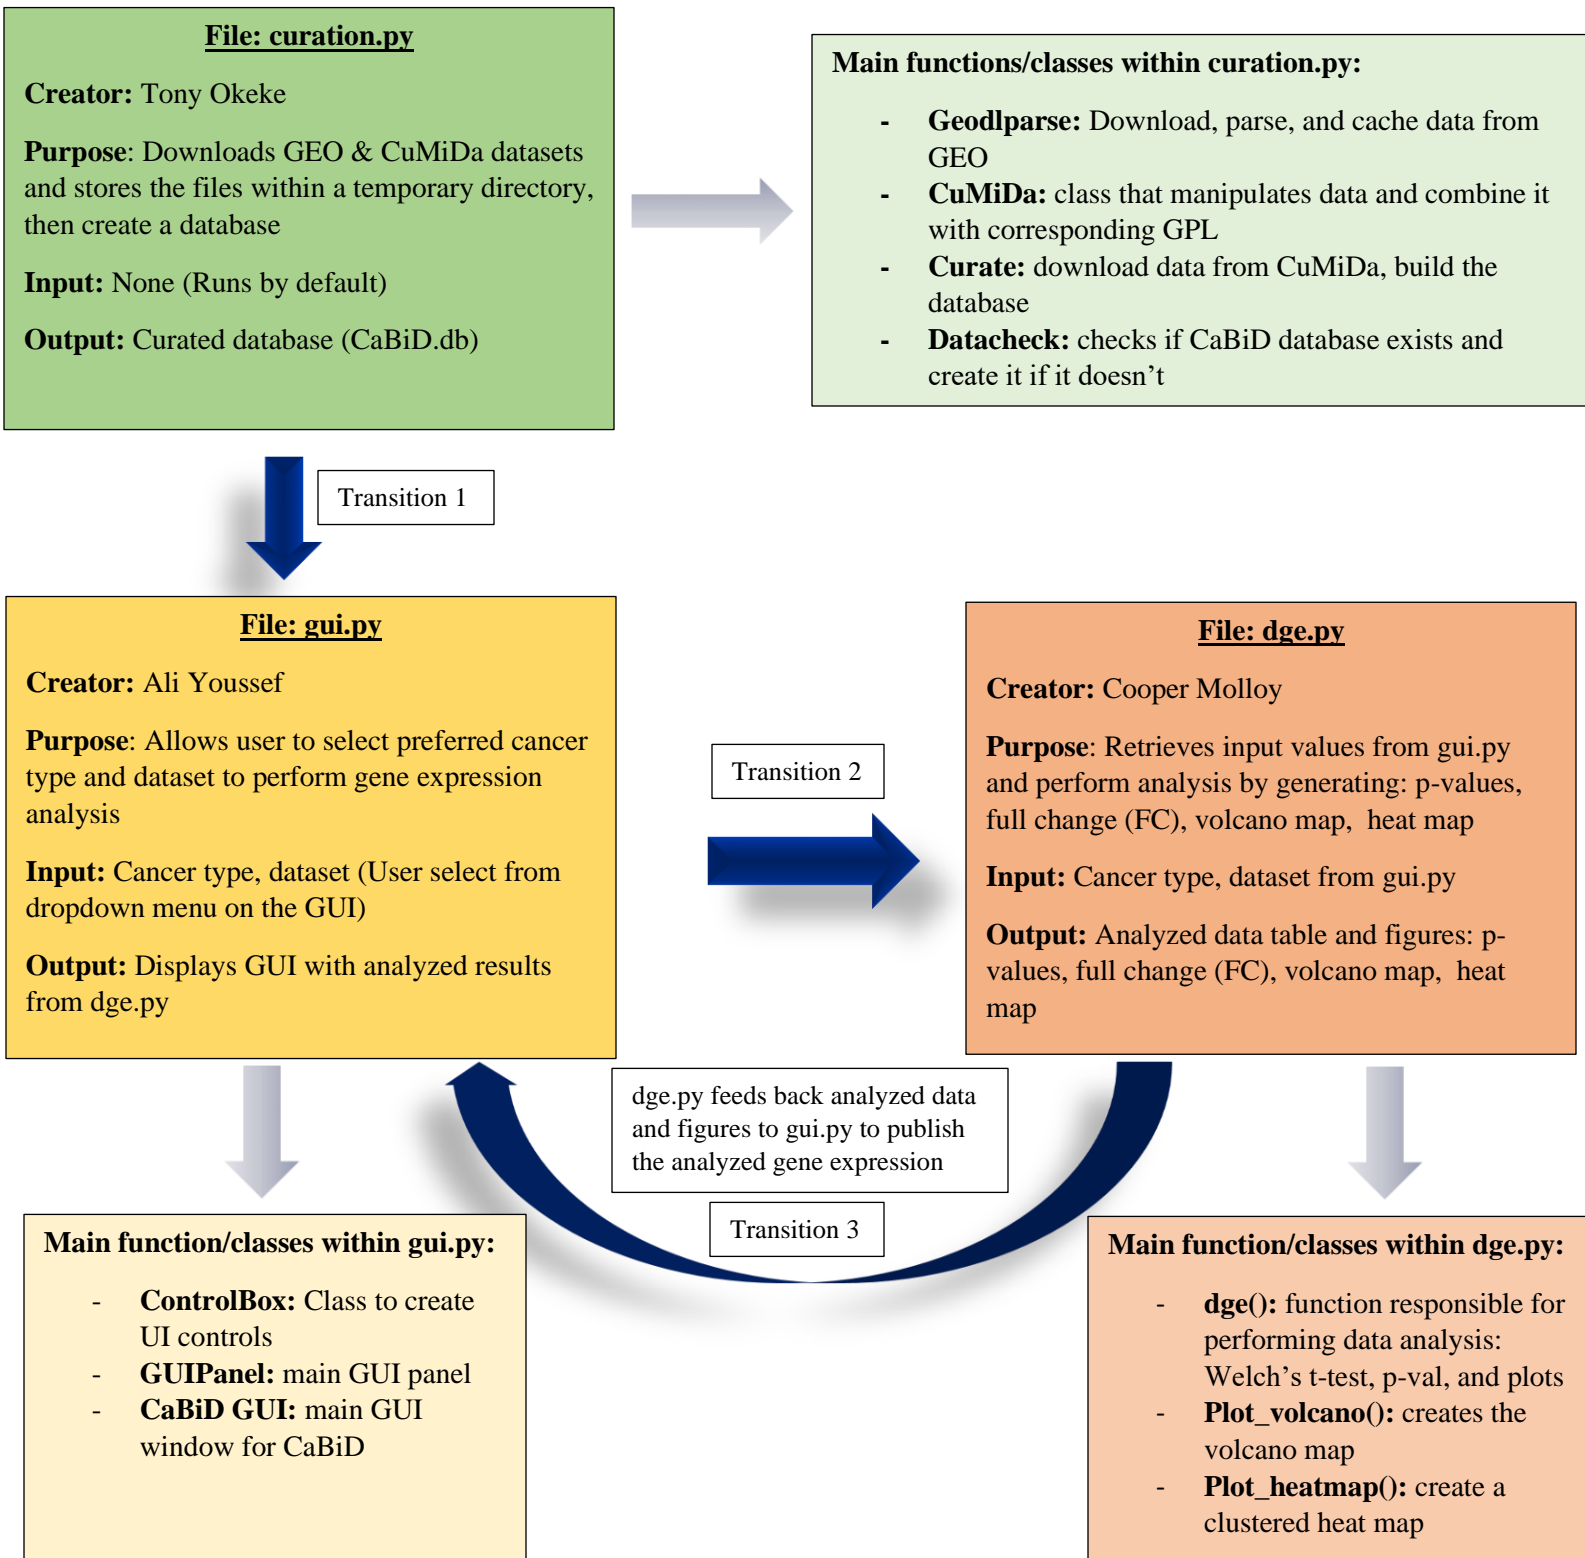 File: curation.py
Creator: Tony Okeke
Purpose: Downloads GEO & CuMiDa datasets
and stores the files within a temporary directory,
then create a database
Input: None (Runs by default)
Output: Curated database (CaBiD.db)
Main functions/classes within curation.py:
- Geodlparse: Download, parse, and cache data from
GEO
- CuMiDa: class that manipulates data and combine it
with corresponding GPL
- Curate: download data from CuMiDa, build the
database
- Datacheck: checks if CaBiD database exists and
create it if it doesn’t
Transition 1
File: gui.py
Creator: Ali Youssef
Purpose: Allows user to select preferred cancer
type and dataset to perform gene expression
analysis
Input: Cancer type, dataset (User select from
dropdown menu on the GUI)
Output: Displays GUI with analyzed results
from dge.py
Transition 2
File: dge.py
Creator: Cooper Molloy
Purpose: Retrieves input values from gui.py
and perform analysis by generating: p-values,
full change (FC), volcano map, heat map
Input: Cancer type, dataset from gui.py
Output: Analyzed data table and figures: p-
values, full change (FC), volcano map, heat
map
dge.py feeds back analyzed data
and figures to gui.py to publish
the analyzed gene expression
Transition 3
Main function/classes within gui.py:
- ControlBox: Class to create
UI controls
- GUIPanel: main GUI panel
- CaBiD GUI: main GUI
window for CaBiD
Main function/classes within dge.py:
- dge(): function responsible for
performing data analysis:
Welch’s t-test, p-val, and plots
- Plot_volcano(): creates the
volcano map
- Plot_heatmap(): create a
clustered heat map